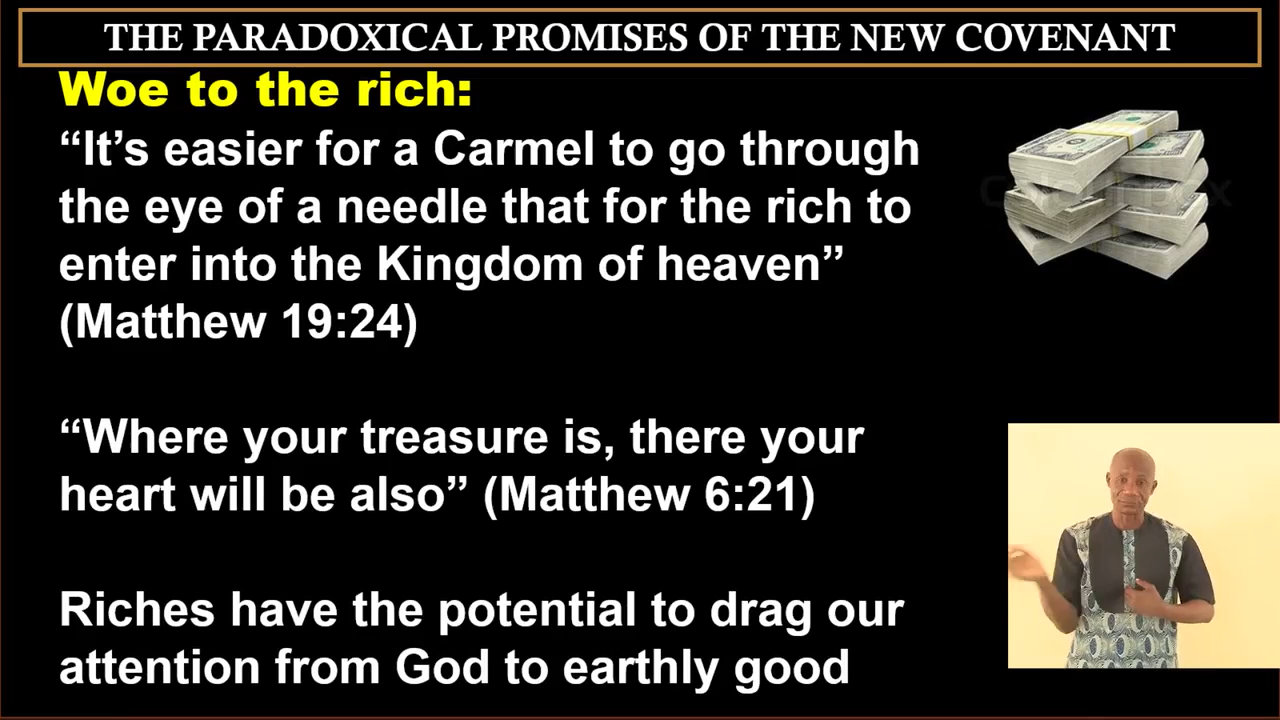 THE PARADOXICAL PROMISES OF THE NEW COVENANT
Woe to the rich:
“It’s easier for a Carmel to go through
the eye of a needle that for the rich to
enter into the Kingdom of heaven”
(Matthew 19:24)
“Where your treasure is, there your
heart will be also” (Matthew 6:21)
Riches have the potential to drag our
attention from God to earthly good